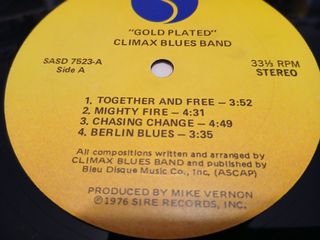 "GOLD PLATED"
CLIMAX BLUES BAND
SASD 7523-A
Side A
33⅓ RPM
STEREO
1. TOGETHER AND FREE – 3:52
2. MIGHTY FIRE – 4:31
3. CHASING CHANGE – 4:49
4. BERLIN BLUES – 3:35
All compositions written and arranged by
CLIMAX BLUES BAND and published by
Bleu Disque Music Co., Inc. (ASCAP)
PRODUCED BY MIKE VERNON
©1976 SIRE RECORDS, INC.